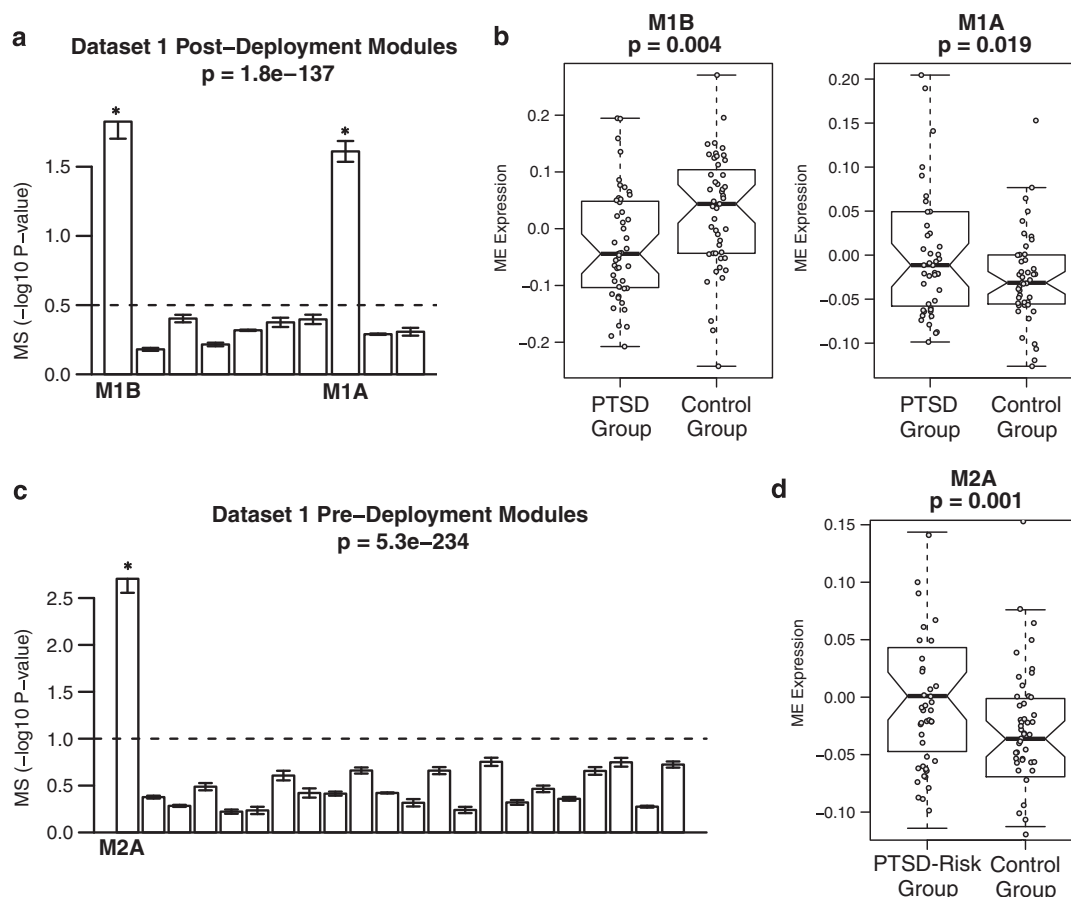 a
Dataset 1 Post–Deployment Modules
p = 1.8e−137
MS (−log10 P-value)
1.5
1.0
0.5
0.0
*
*
M1B
M1A
b
M1B
p = 0.004
ME Expression
0.2
0.1
0.0
−0.1
−0.2
PTSD
Group
Control
Group
M1A
p = 0.019
ME Expression
0.20
0.15
0.10
0.05
0.00
−0.05
−0.10
PTSD
Group
Control
Group
c
Dataset 1 Pre–Deployment Modules
p = 5.3e−234
MS (−log10 P-value)
2.5
2.0
1.5
1.0
0.5
0.0
*
M2A
d
M2A
p = 0.001
ME Expression
0.15
0.10
0.05
0.00
−0.05
−0.10
PTSD-Risk
Group
Control
Group